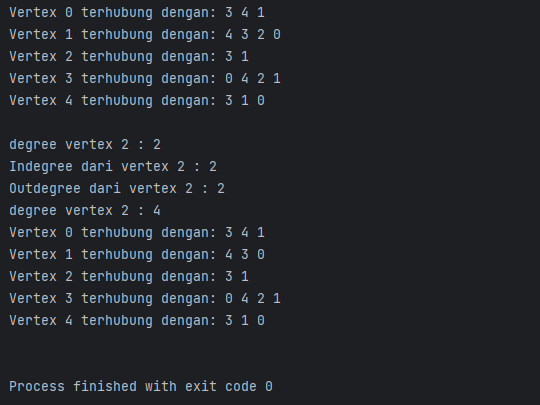 Vertex 0 terhubung dengan: 3 4 1
Vertex 1 terhubung dengan: 4 3 2 0
Vertex 2 terhubung dengan: 3 1
Vertex 3 terhubung dengan: 0 4 2 1
Vertex 4 terhubung dengan: 3 1 0
degree vertex 2 : 2
Indegree dari vertex 2 : 2
Outdegree dari vertex 2 : 2
degree vertex 2 : 4
Vertex 0 terhubung dengan: 3 4 1
Vertex 1 terhubung dengan: 4 3 0
Vertex 2 terhubung dengan: 3 1
Vertex 3 terhubung dengan: 0 4 2 1
Vertex 4 terhubung dengan: 3 1 0
Process finished with exit code 0